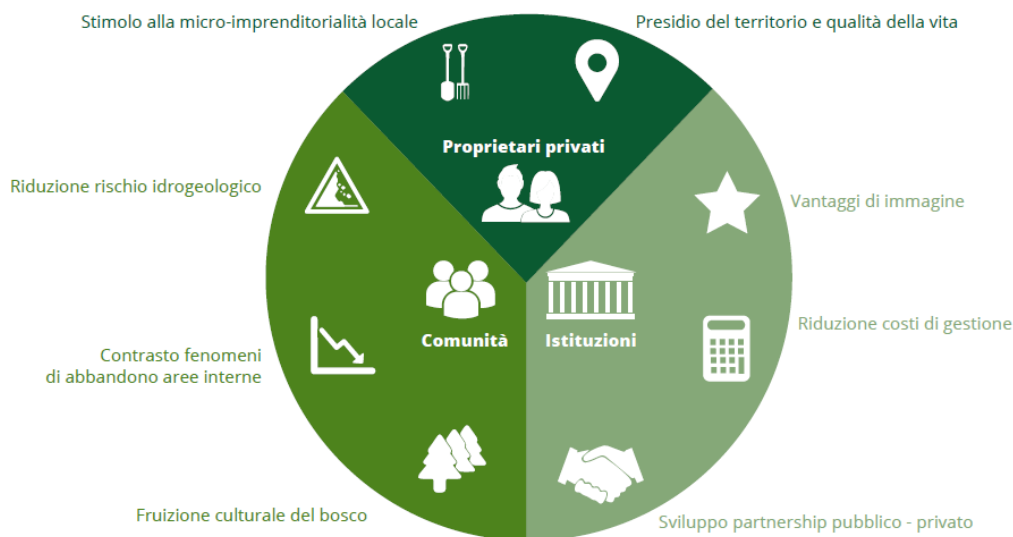 Stimolo alla micro-imprenditorialità locale
Presidio del territorio e qualità della vita
Proprietari privati
Riduzione rischio idrogeologico
Vantaggi di immagine
Comunità
Istituzioni
Riduzione costi di gestione
Contrasto fenomeni
di abbandono aree interne
Fruizione culturale del bosco
Sviluppo partnership pubblico - privato